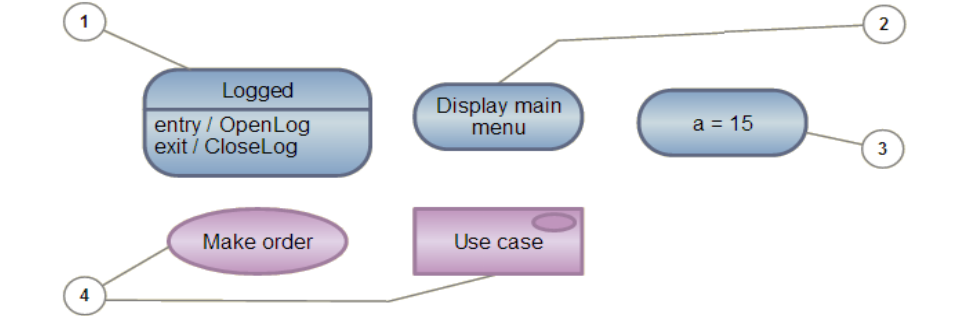 1
2
Logged
entry / OpenLog
exit / CloseLog
Display main
menu
a = 15
3
Make order
Use case
4